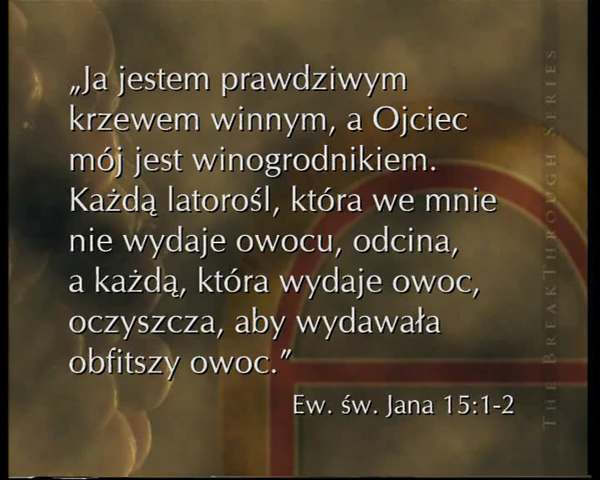 „Ja jestem prawdziwym
krzewem winnym, a Ojciec
mój jest winogrodnikiem.
Każdą latorośl, która we mnie
nie wydaje owocu, odcina,
a każdą, która wydaje owoc,
oczyszcza, aby wydawała
obfitszy owoc.”
Ew. św. Jana 15:1-2
THE BREAKTHROUGH SERIES